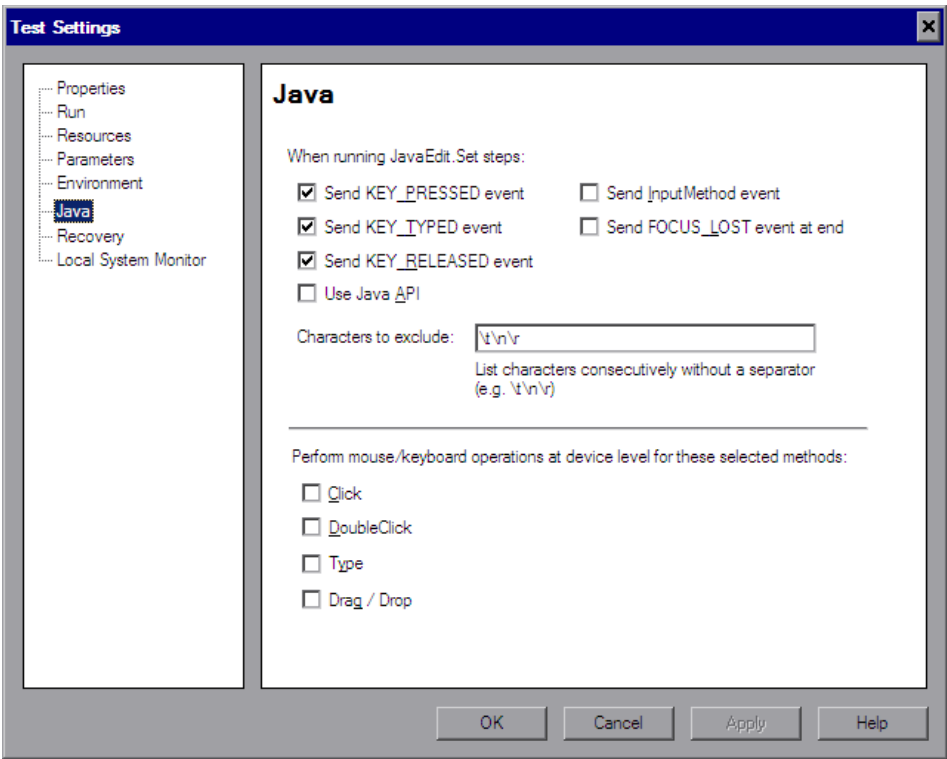 Test Settings
Properties
Run
Resources
Parameters
Environment
Java
Recovery
Local System Monitor
Java
When running JavaEdit.Set steps:
Send KEY_PRESSED event
Send InputMethod event
Send KEY_TYPED event
Send FOCUS_LOST event at end
Send KEY_RELEASED event
Use Java API
Characters to exclude: \t\n\r
List characters consecutively without a separator
(e.g. \t\n\r)
Perform mouse/keyboard operations at device level for these selected methods:
Click
DoubleClick
Type
Drag / Drop
OK Cancel Apply Help